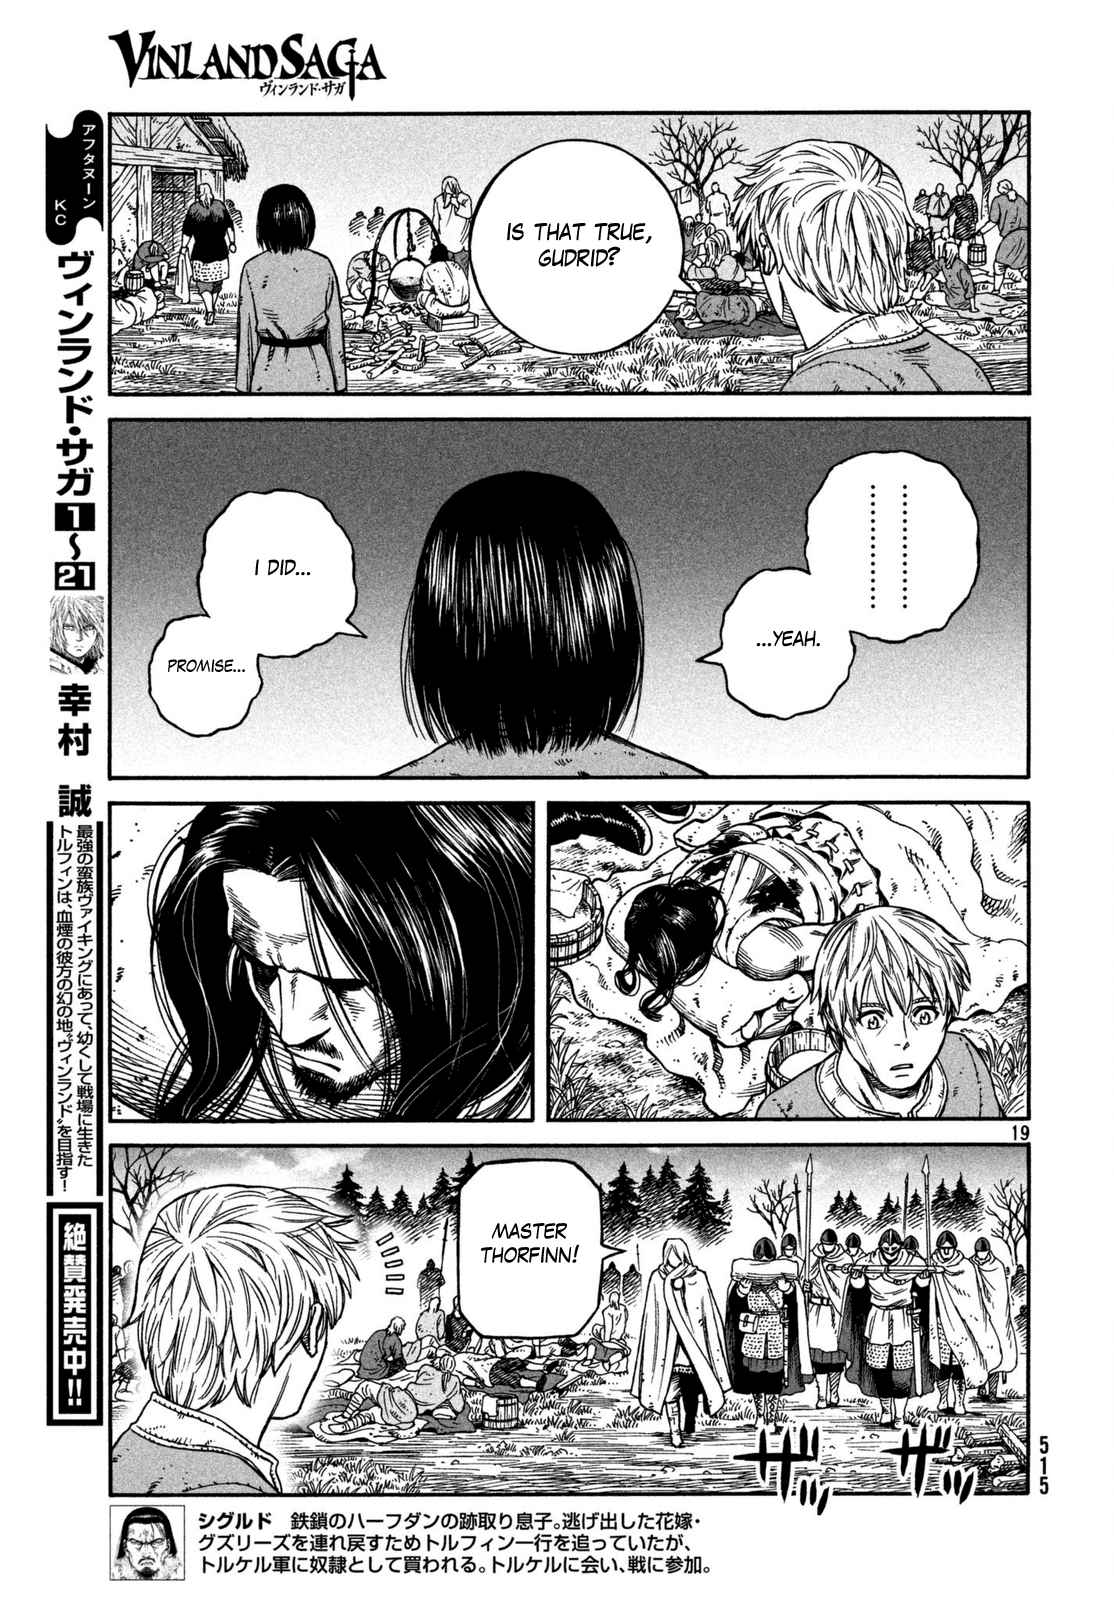 VINLAND SAGA
ヴィンランド・サガ
アフタヌーン
KC
ヴィンランド・サガ
1〜21
幸村 誠
最強の蛮族ヴァイキングにあって、幼くして戦場に生きた
トルフィンは、血煙の彼方の幻の地〝ヴィンランド〟を目指す!
絶賛発売中!!
IS THAT TRUE,
GUDRID?
...YEAH.
I DID...
PROMISE...
19
MASTER
THORFINN!
ザッ
ザッ
515
シグルド 鉄鎖のハーフダンの跡取り息子。逃げ出した花嫁・
グズリーズを連れ戻すためトルフィン一行を追っていたが、
トルケル軍に奴隷として買われる。トルケルに会い、戦に参加。